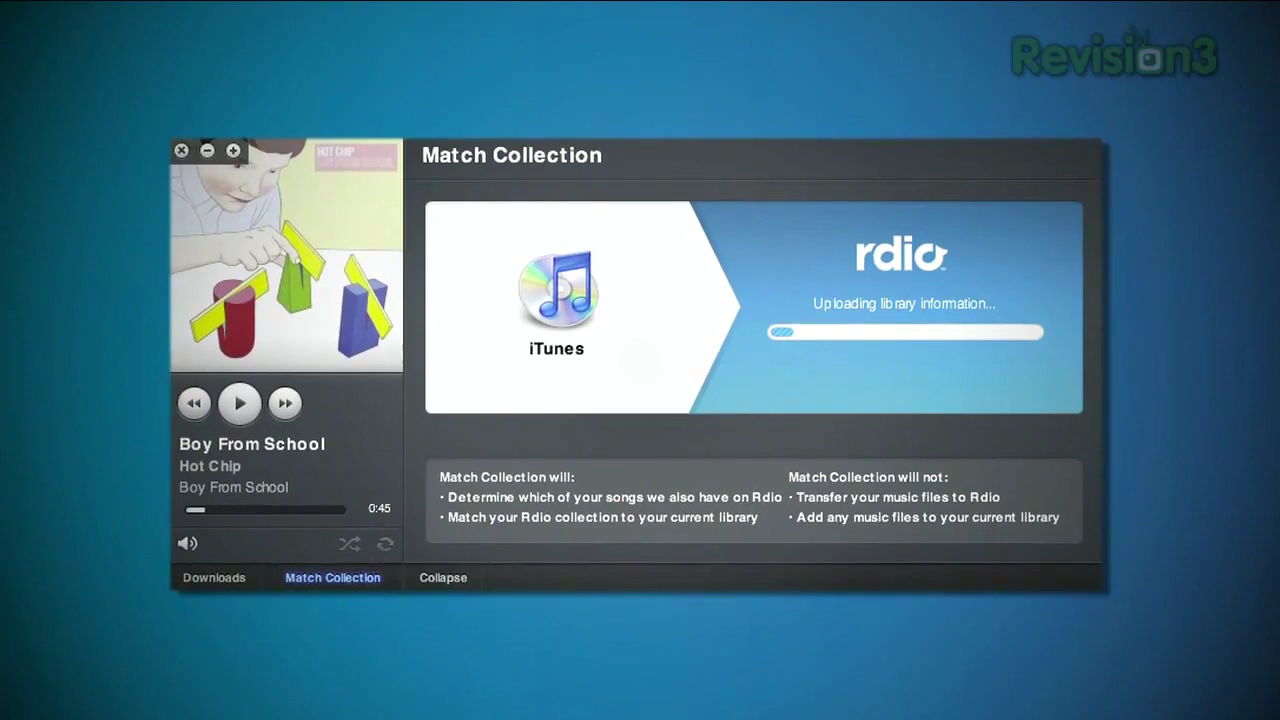 Revision3
HOT CHIP
Match Collection
rdio
Uploading library information...
iTunes
Boy From School
Hot Chip
Boy From School
0:45
Match Collection will:
· Determine which of your songs we also have on Rdio
· Match your Rdio collection to your current library
Match Collection will not:
· Transfer your music files to Rdio
· Add any music files to your current library
Downloads
Match Collection
Collapse